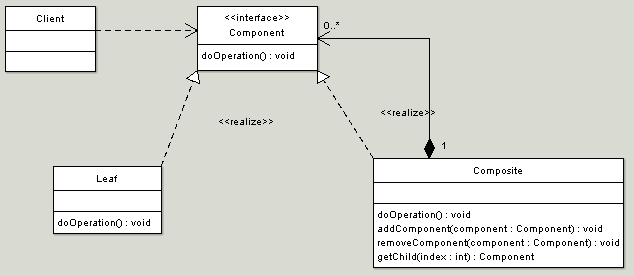 Client
<<interface>>
Component
doOperation() : void
0..*
<<realize>>
<<realize>>
1
Leaf
doOperation() : void
Composite
doOperation() : void
addComponent(component : Component) : void
removeComponent(component : Component) : void
getChild(index : int) : Component